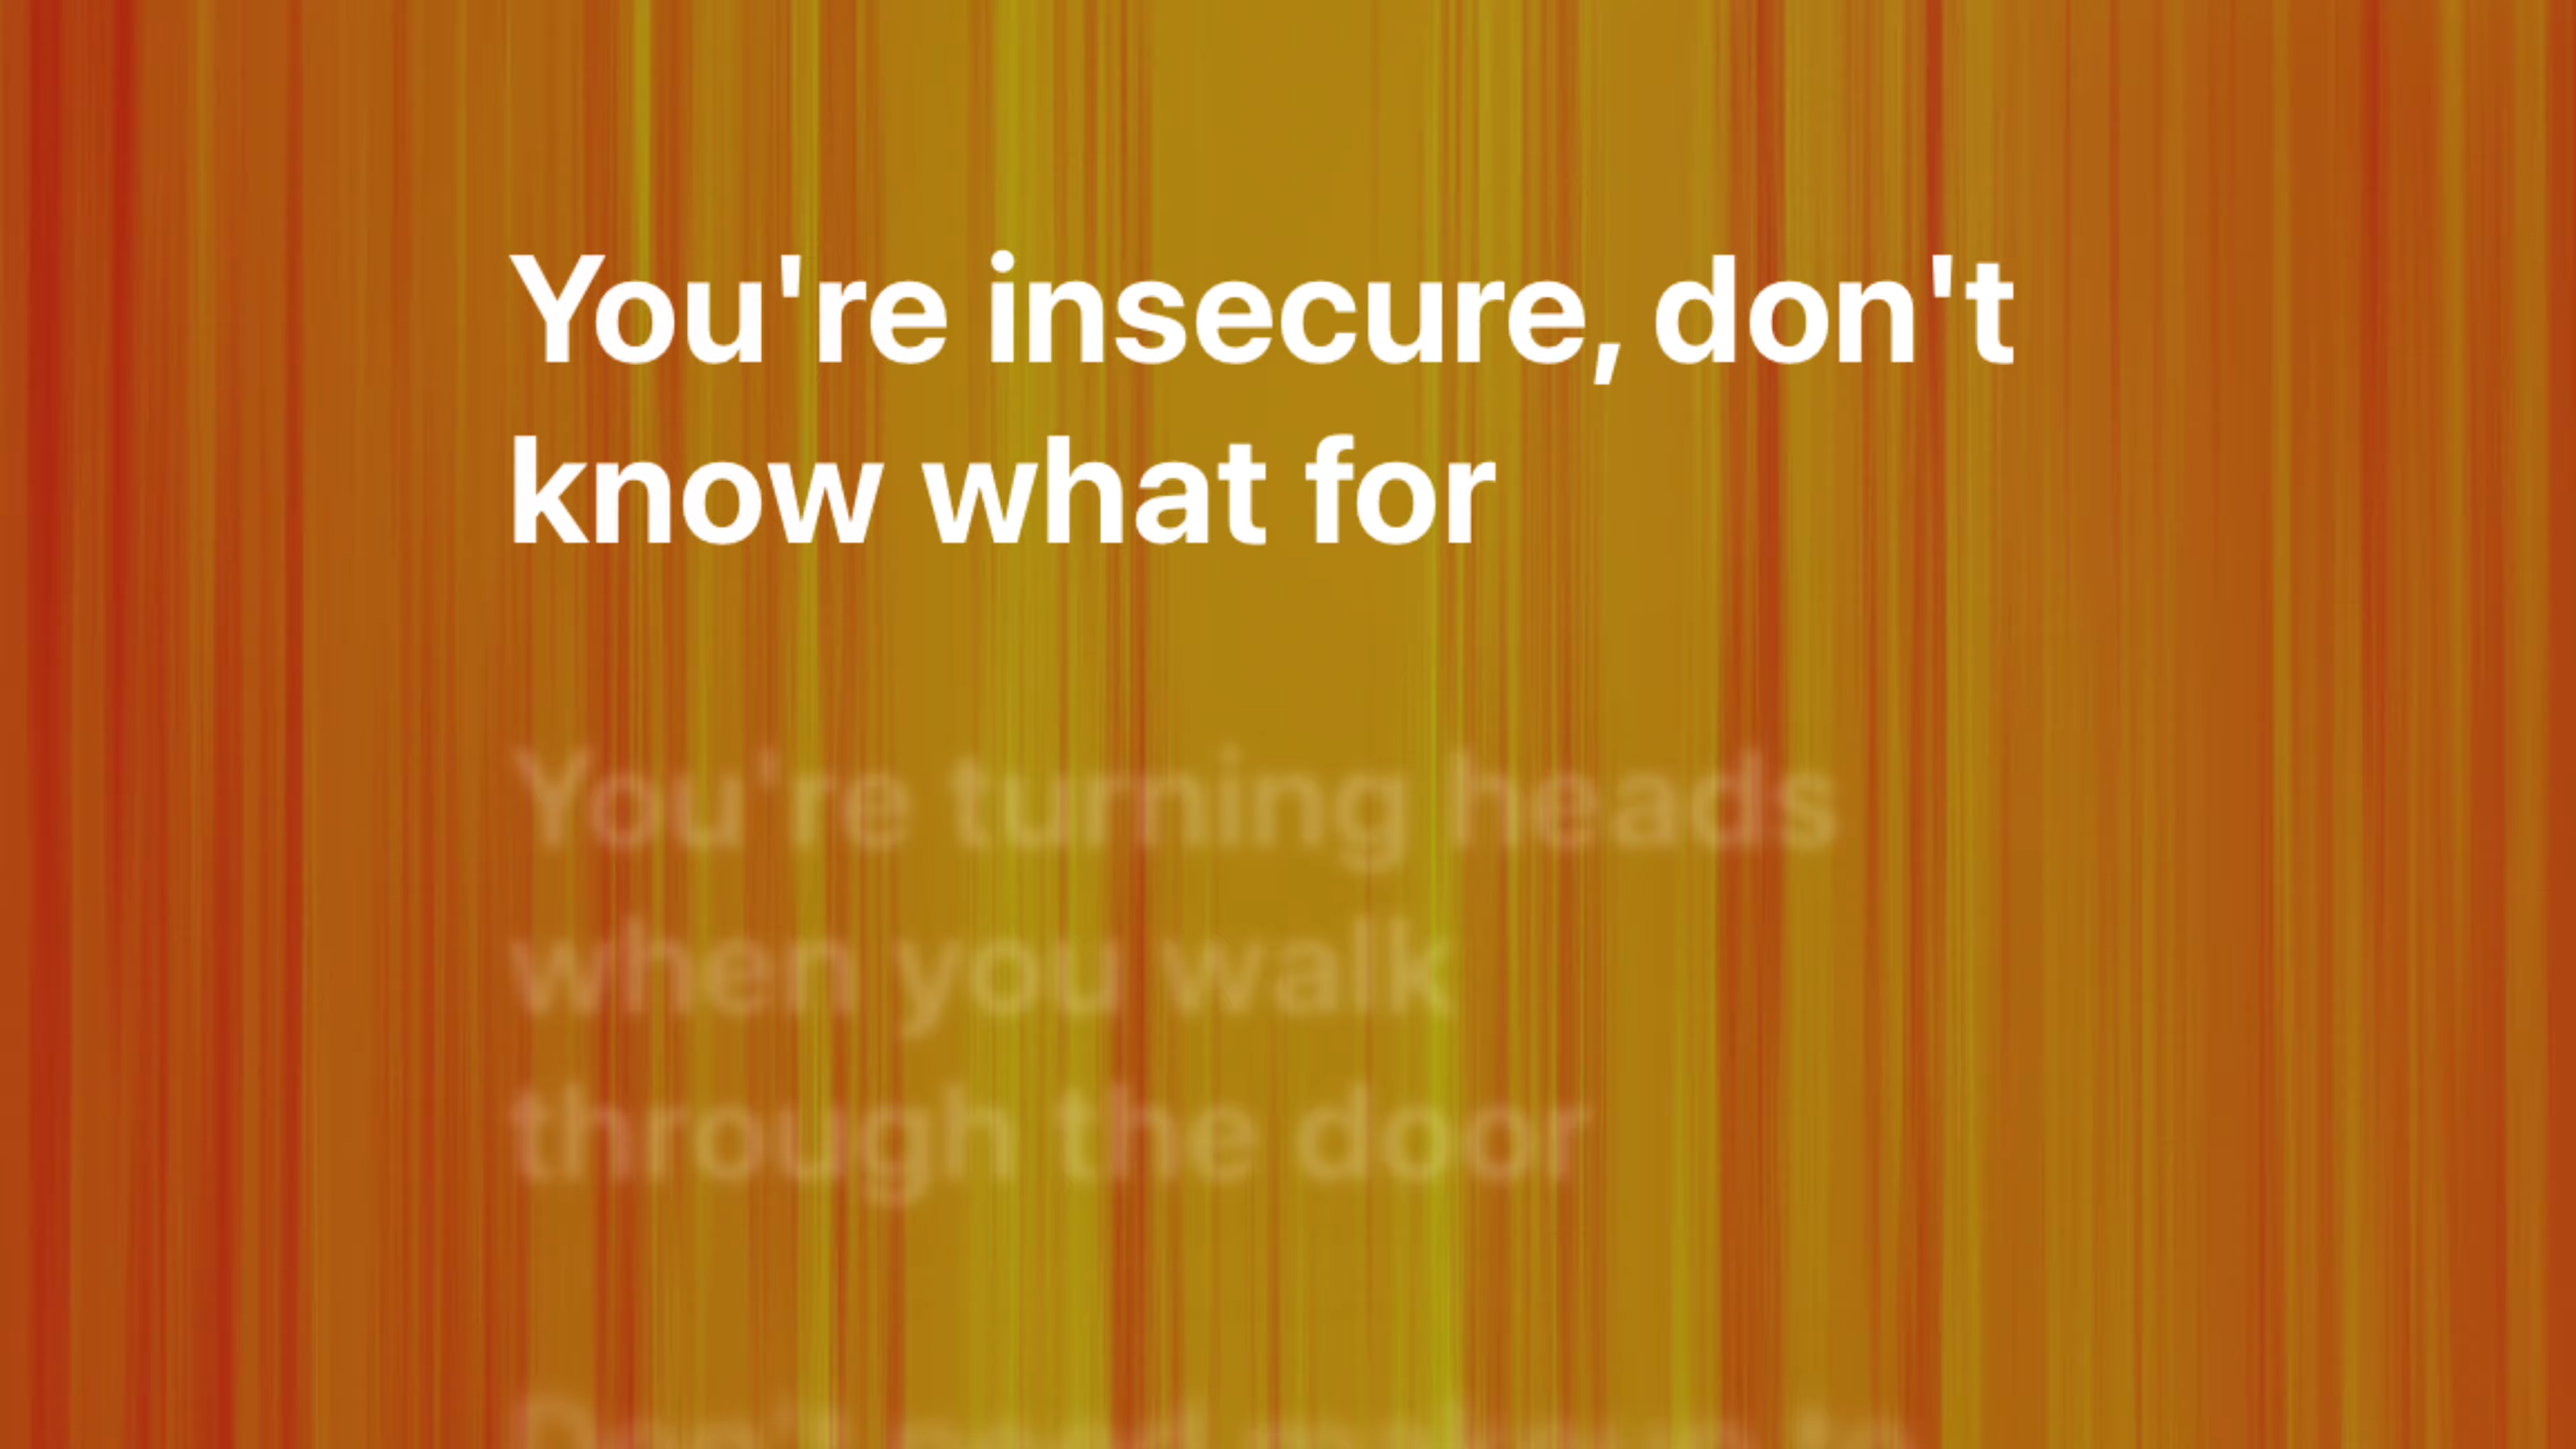 You're insecure, don't
know what for
You're turning heads
when you walk
through the door